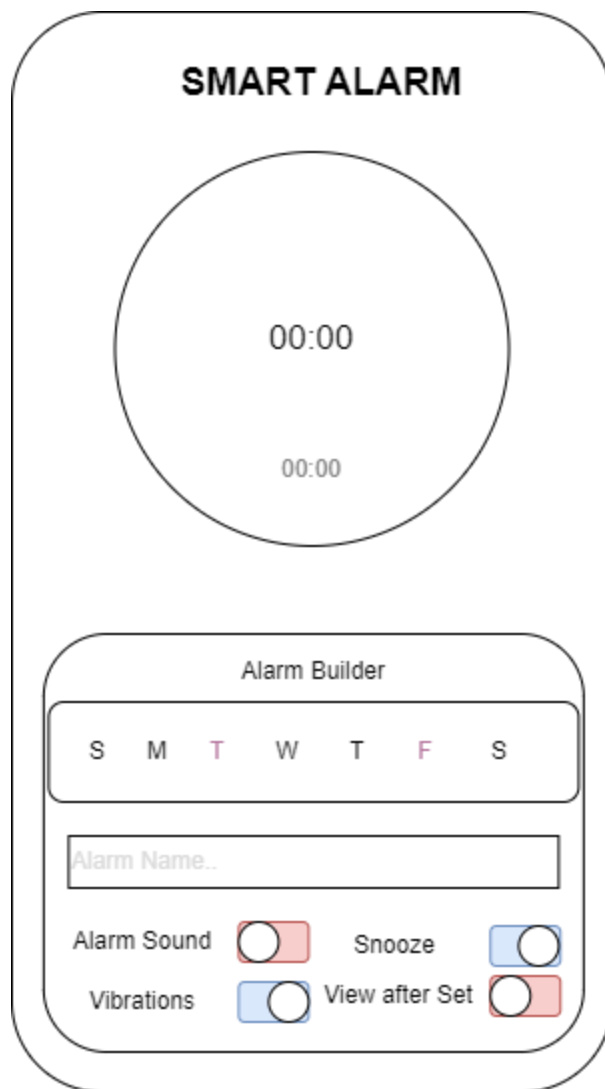 SMART ALARM
00:00
00:00
Alarm Builder
S M T W T F S
Alarm Name..
Alarm Sound Snooze
Vibrations View after Set